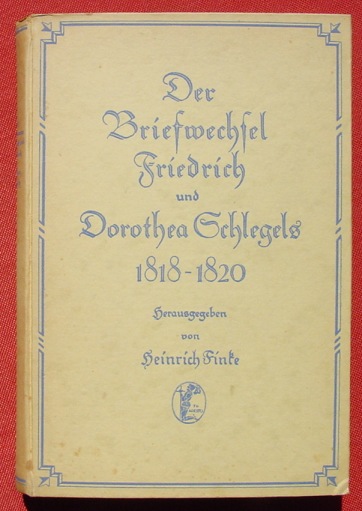 Der
Briefwechsel
Friedrich
und
Dorothea Schlegels
1818-1820
Herausgegeben
von
Heinrich Finke